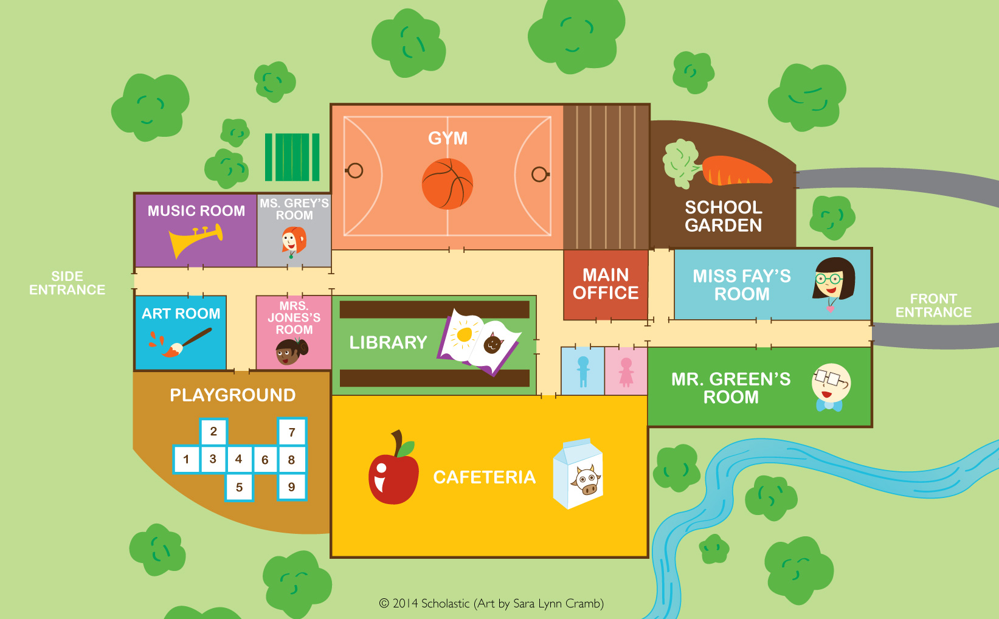 GYM
SCHOOL
GARDEN
MUSIC ROOM
MS. GREY'S
ROOM
SIDE
ENTRANCE
MAIN
OFFICE
MISS FAY'S
ROOM
FRONT
ENTRANCE
ART ROOM
MRS.
JONES'S
ROOM
LIBRARY
MR. GREEN'S
ROOM
PLAYGROUND
2
7
1
3
4
6
8
5
9
CAFETERIA
© 2014 Scholastic (Art by Sara Lynn Cramb)